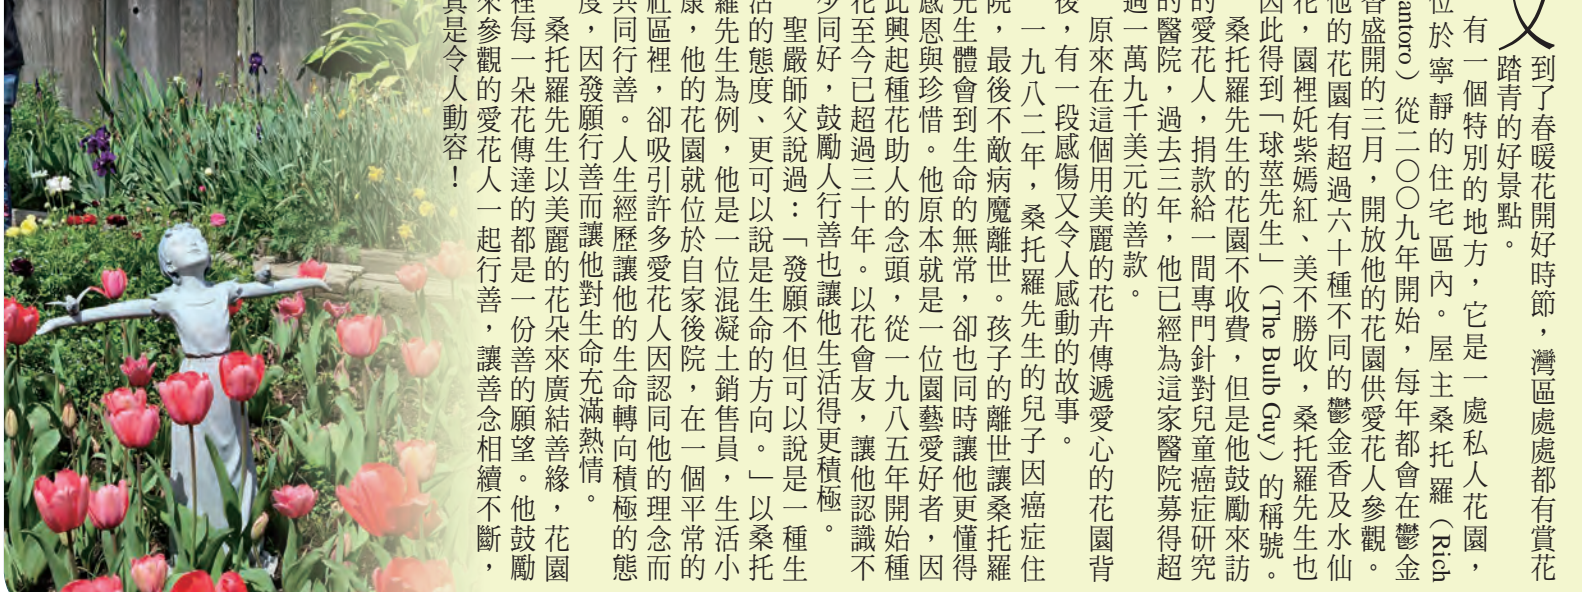 又
到了春暖花開好時節，灣區處處都有賞花
踏青的好景點。
有一個特別的地方，它是一處私人花園，
位於寧靜的住宅區內。屋主桑托羅（Rich
antoro）從二〇〇九年開始，每年都會在鬱金
香盛開的三月，開放他的花園供愛花人參觀。
他的花園有超過六十種不同的鬱金香及水仙
花，園裡奼紫嫣紅、美不勝收，桑托羅先生也
因此得到「球莖先生」（The Bulb Guy）的稱號。
桑托羅先生的花園不收費，但是他鼓勵來訪
的愛花人，捐款給一間專門針對兒童癌症研究
的醫院，過去三年，他已經為這家醫院募得超
過一萬九千美元的善款。
原來在這個用美麗的花卉傳遞愛心的花園背
後，有一段感傷又令人感動的故事。
一九八二年，桑托羅先生的兒子因癌症住
院，最後不敵病魔離世。孩子的離世讓桑托羅
先生體會到生命的無常，卻也同時讓他更懂得
感恩與珍惜。他原本就是一位園藝愛好者，因
此興起種花助人的念頭，從一九八五年開始種
花至今已超過三十年。以花會友，讓他認識不
少同好，鼓勵人行善也讓他生活得更積極。
聖嚴師父說過：「發願不但可以說是一種生
活的態度、更可以說是生命的方向。」以桑托
羅先生為例，他是一位混凝土銷售員，生活小
康，他的花園就位於自家後院，在一個平常的
社區裡，卻吸引許多愛花人因認同他的理念而
共同行善。人生經歷讓他的生命轉向積極的態
度，因發願行善而讓他對生命充滿熱情。
桑托羅先生以美麗的花朵來廣結善緣，花園
裡每一朵花傳達的都是一份善的願望。他鼓勵
來參觀的愛花人一起行善，讓善念相續不斷，
真是令人動容！